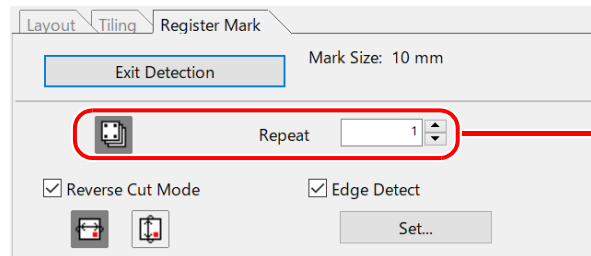 Layout Tiling Register Mark
Exit Detection Mark Size: 10 mm
Repeat 1
Reverse Cut Mode Edge Detect
Set...